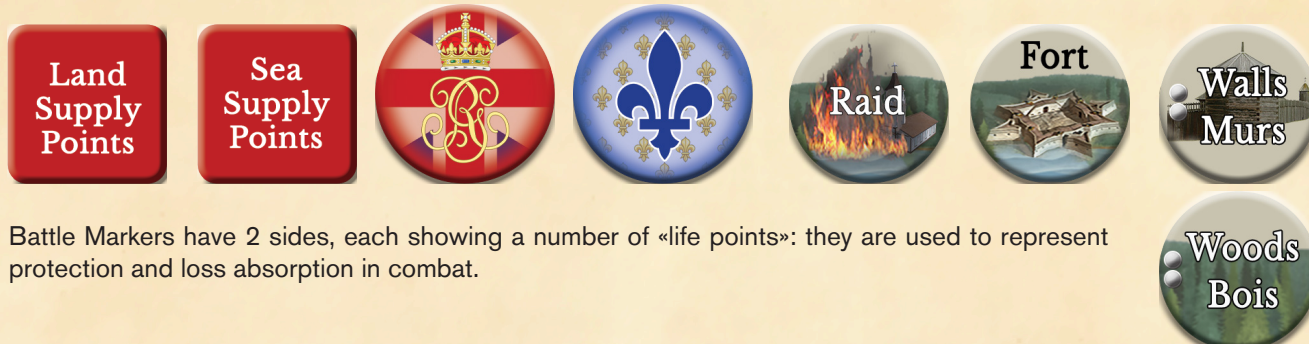 Land
Supply
Points
Sea
Supply
Points
GR
Raid
Fort
Walls
Murs
Battle Markers have 2 sides, each showing a number of «life points»: they are used to represent
protection and loss absorption in combat.
Woods
Bois